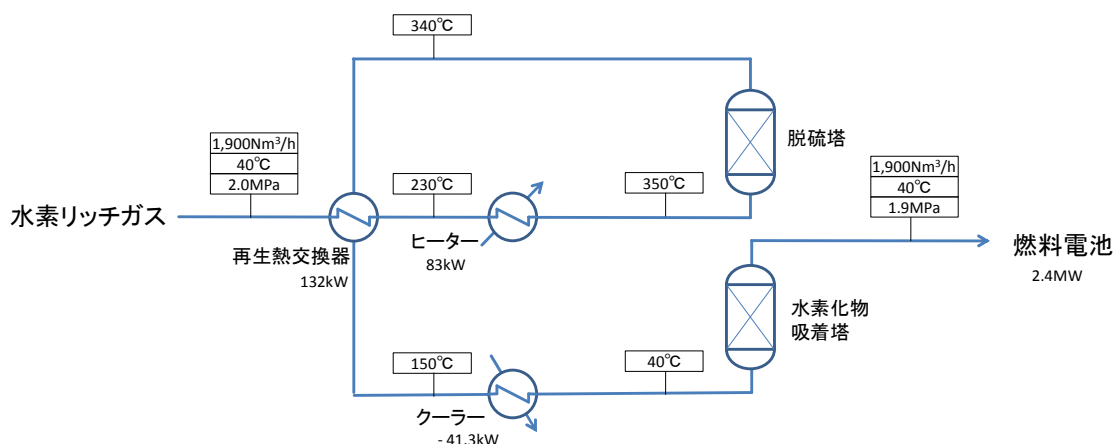 340℃
脱硫塔
1,900Nm³/h
40℃
2.0MPa
1,900Nm³/h
40℃
1.9MPa
230℃
350℃
水素リッチガス
ヒーター
83kW
再生熱交換器
132kW
燃料電池
2.4MW
水素化物
吸着塔
150℃
40℃
クーラー
- 41.3kW